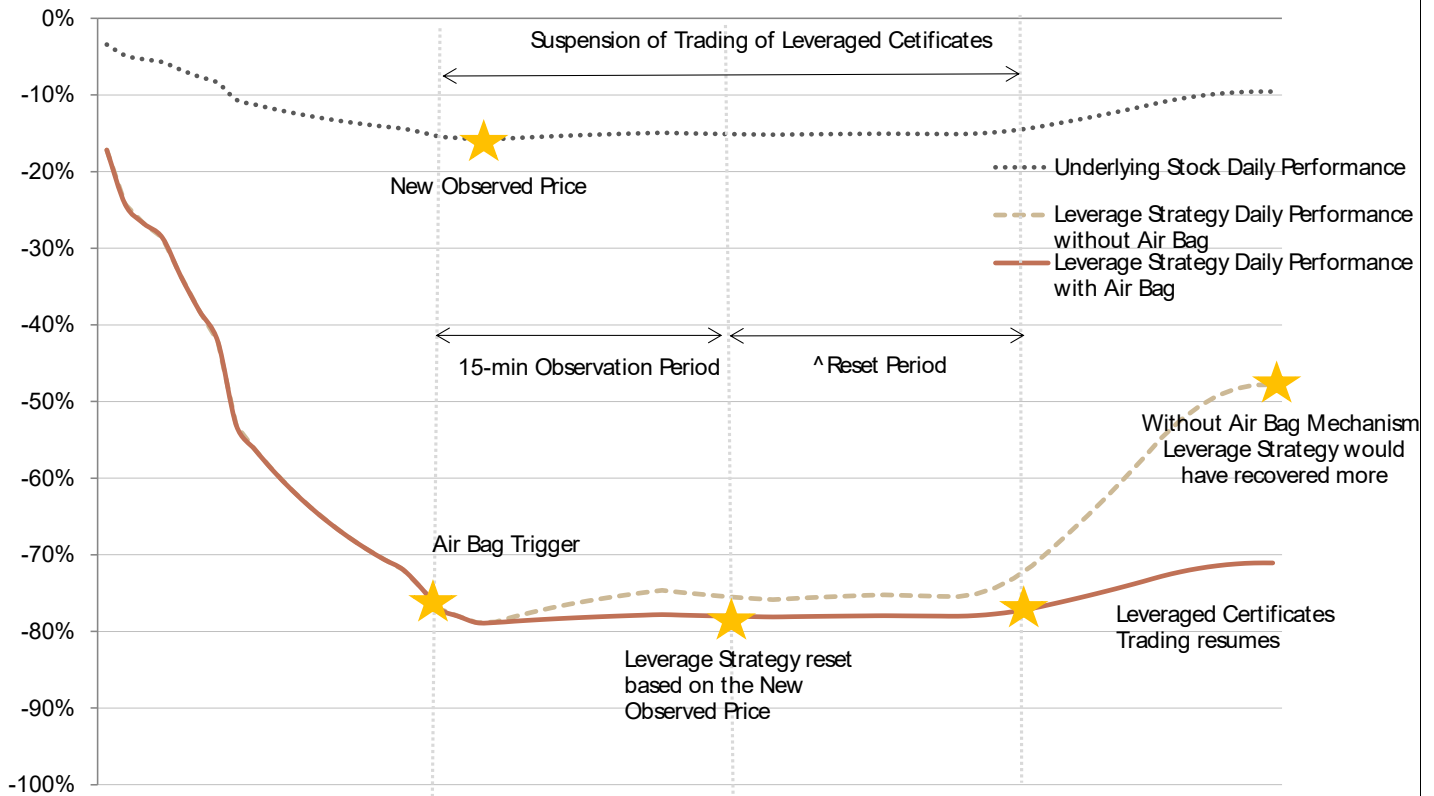 0%
Suspension of Trading of Leveraged Cetificates
-10%
New Observed Price
-20%
Underlying Stock Daily Performance
Leverage Strategy Daily Performance
without Air Bag
Leverage Strategy Daily Performance
with Air Bag
-30%
-40%
15-min Observation Period
^Reset Period
-50%
Without Air Bag Mechanism
Leverage Strategy would
have recovered more
-60%
Air Bag Trigger
-70%
-80%
Leveraged Certificates
Trading resumes
Leverage Strategy reset
based on the New
Observed Price
-90%
-100%